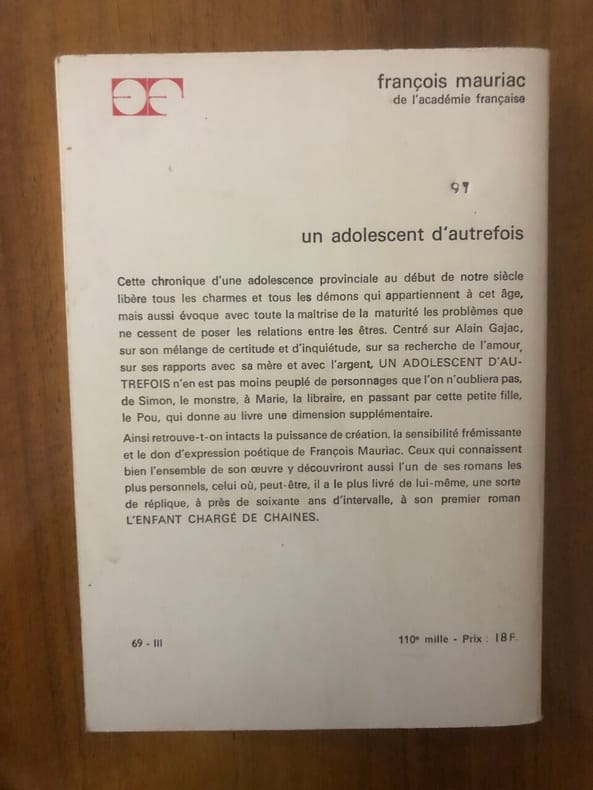 françois mauriac
de l'académie française
97
un adolescent d'autrefois
Cette chronique d'une adolescence provinciale au début de notre siècle
libère tous les charmes et tous les démons qui appartiennent à cet âge,
mais aussi évoque avec toute la maîtrise de la maturité les problèmes que
ne cessent de poser les relations entre les êtres. Centré sur Alain Gajac,
sur son mélange de certitude et d'inquiétude, sur sa recherche de l'amour,
sur ses rapports avec sa mère et avec l'argent, UN ADOLESCENT D'AU-
TREFOIS n'en est pas moins peuplé de personnages que l'on n'oubliera pas,
de Simon, le monstre, à Marie, la libraire, en passant par cette petite fille,
le Pou, qui donne au livre une dimension supplémentaire.
Ainsi retrouve-t-on intacts la puissance de création, la sensibilité frémissante
et le don d'expression poétique de François Mauriac. Ceux qui connaissent
bien l'ensemble de son œuvre y découvriront aussi l'un de ses romans les
plus personnels, celui où, peut-être, il a le plus livré de lui-même, une sorte
de réplique, à près de soixante ans d'intervalle, à son premier roman
L'ENFANT CHARGÉ DE CHAINES.
69 - III
110e mille - Prix : 18 F